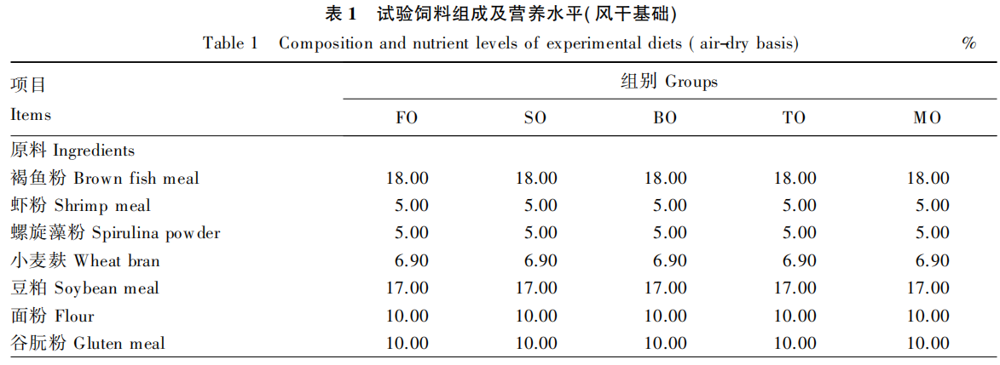 表 1 试验饲料组成及营养水平( 风干基础)
Table 1 Composition and nutrient levels of experimental diets ( air-dry basis) %
项目 组别 Groups
Items FO SO BO TO MO
原料 Ingredients
褐鱼粉 Brown fish meal 18.00 18.00 18.00 18.00 18.00
虾粉 Shrimp meal 5.00 5.00 5.00 5.00 5.00
螺旋藻粉 Spirulina powder 5.00 5.00 5.00 5.00 5.00
小麦麸 Wheat bran 6.90 6.90 6.90 6.90 6.90
豆粕 Soybean meal 17.00 17.00 17.00 17.00 17.00
面粉 Flour 10.00 10.00 10.00 10.00 10.00
谷朊粉 Gluten meal 10.00 10.00 10.00 10.00 10.00